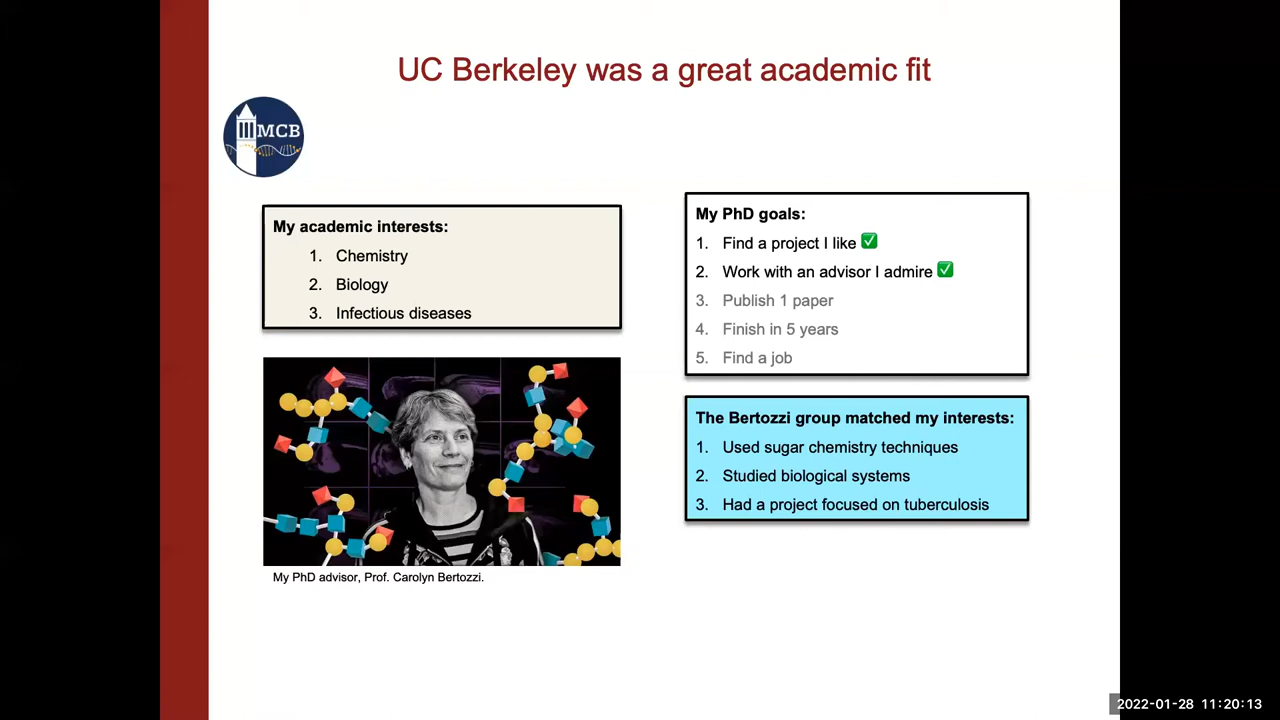 UC Berkeley was a great academic fit
MCB
My academic interests:
1. Chemistry
2. Biology
3. Infectious diseases
My PhD advisor, Prof. Carolyn Bertozzi.
My PhD goals:
1. Find a project I like ✅
2. Work with an advisor I admire ✅
3. Publish 1 paper
4. Finish in 5 years
5. Find a job
The Bertozzi group matched my interests:
1. Used sugar chemistry techniques
2. Studied biological systems
3. Had a project focused on tuberculosis
2022-01-28 11:20:13